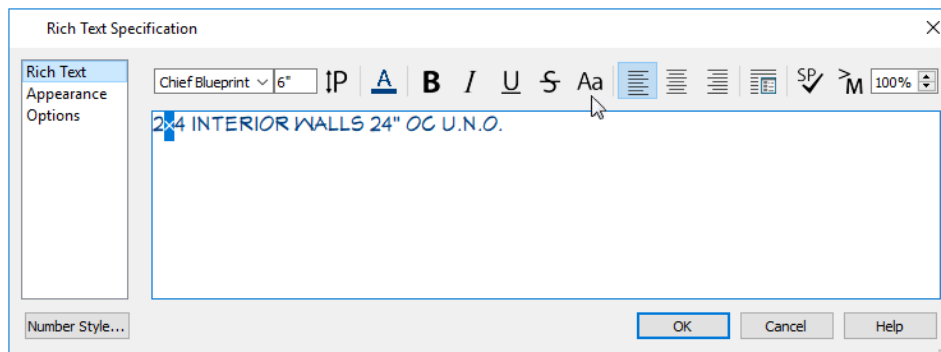 Rich Text Specification
Rich Text
Appearance
Options
Chief Blueprint 6" P A B I U S Aa SP M 100%
2x4 INTERIOR WALLS 24" OC U.N.O.
Number Style...
OK Cancel Help